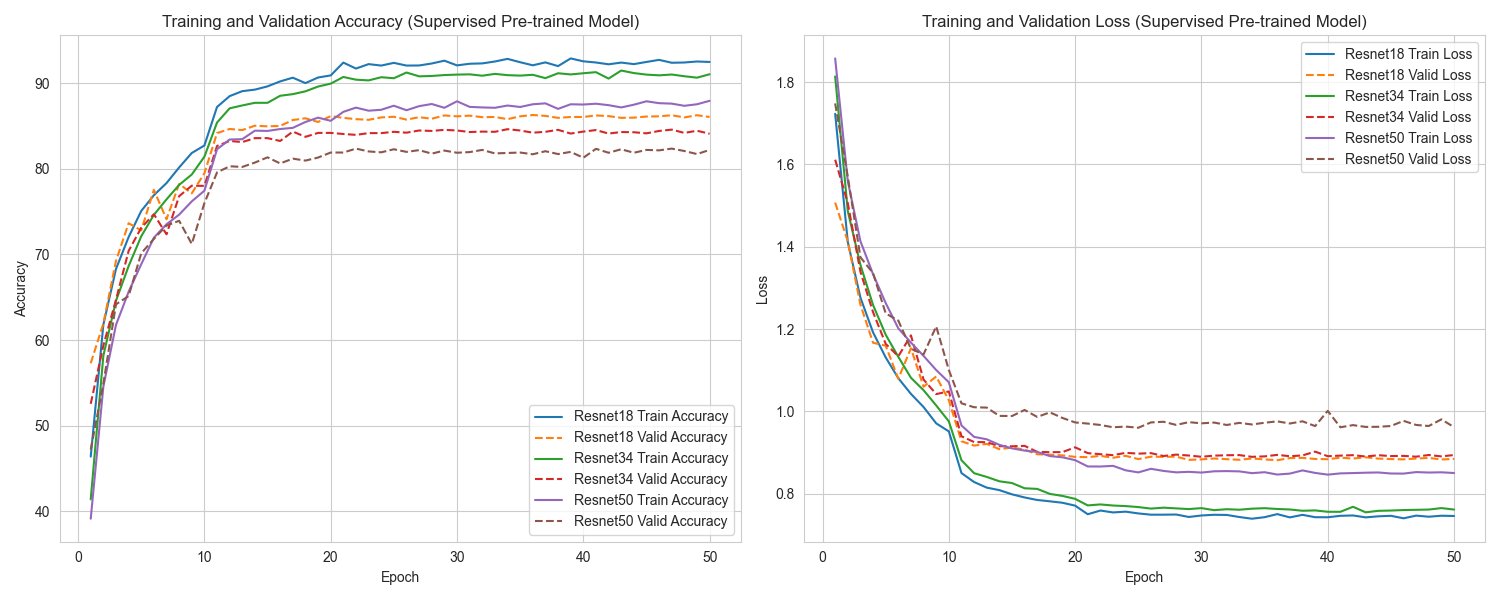 Training and Validation Accuracy (Supervised Pre-trained Model)
90
80
70
60
50
40
Accuracy
0
10
20
30
40
50
Epoch
Resnet18 Train Accuracy
Resnet18 Valid Accuracy
Resnet34 Train Accuracy
Resnet34 Valid Accuracy
Resnet50 Train Accuracy
Resnet50 Valid Accuracy
Training and Validation Loss (Supervised Pre-trained Model)
1.8
1.6
1.4
1.2
1.0
0.8
Loss
0
10
20
30
40
50
Epoch
Resnet18 Train Loss
Resnet18 Valid Loss
Resnet34 Train Loss
Resnet34 Valid Loss
Resnet50 Train Loss
Resnet50 Valid Loss